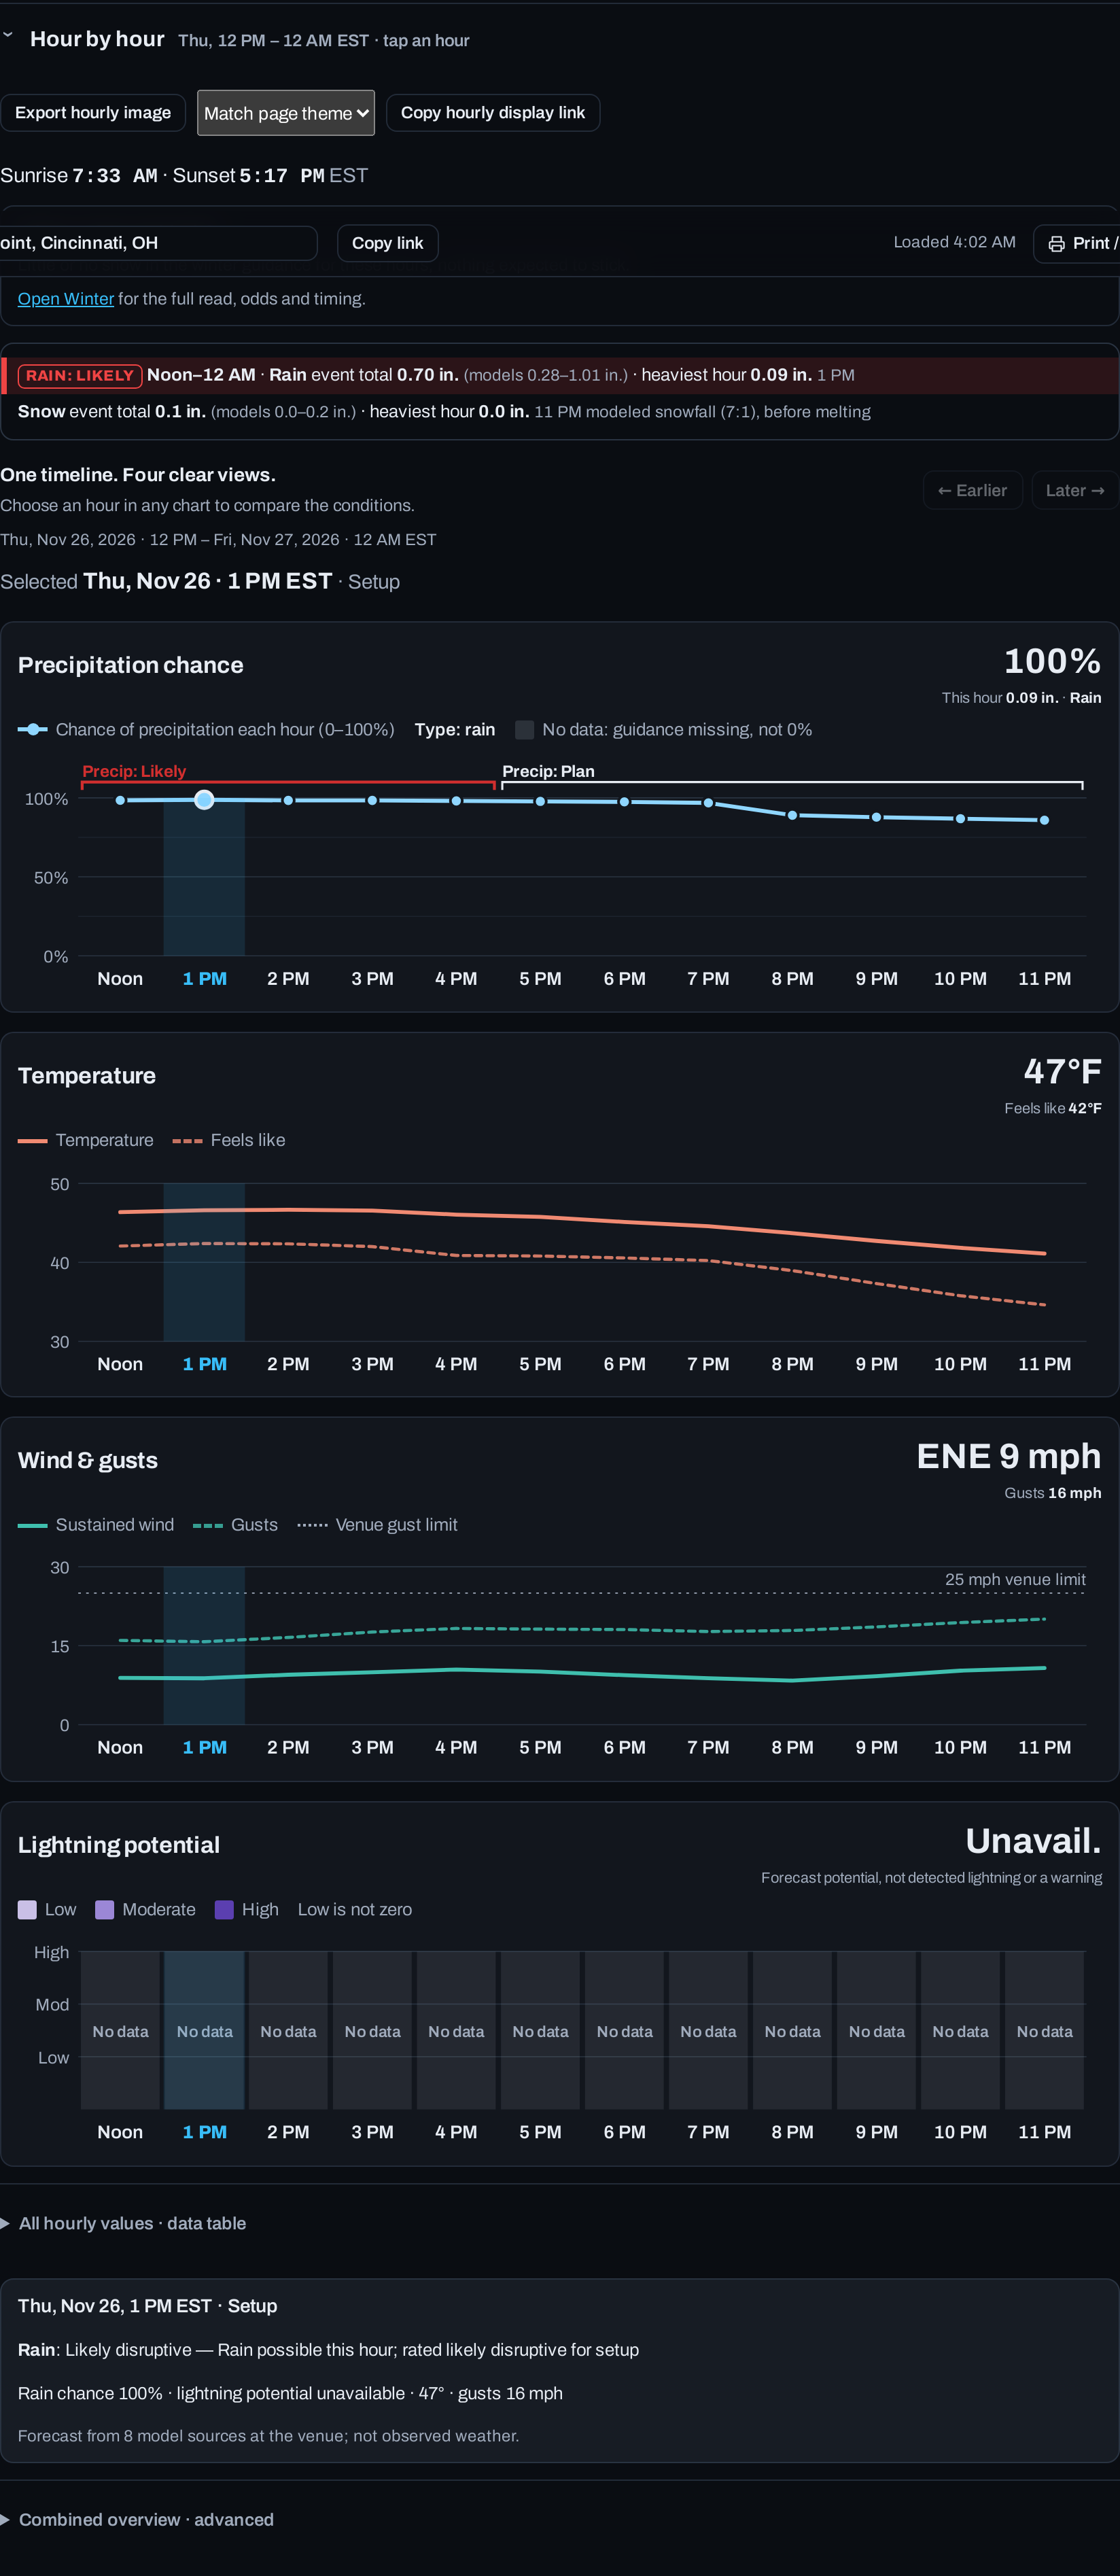 Hour by hour Thu, 12 PM – 12 AM EST · tap an hour
Export hourly image Match page theme Copy hourly display link
Sunrise 7:33 AM · Sunset 5:17 PM EST
oint, Cincinnati, OH Copy link Loaded 4:02 AM Print /
Open Winter for the full read, odds and timing.
RAIN: LIKELY Noon–12 AM · Rain event total 0.70 in. (models 0.28–1.01 in.) · heaviest hour 0.09 in. 1 PM
Snow event total 0.1 in. (models 0.0–0.2 in.) · heaviest hour 0.0 in. 11 PM modeled snowfall (7:1), before melting
One timeline. Four clear views.
Choose an hour in any chart to compare the conditions.
← Earlier Later →
Thu, Nov 26, 2026 · 12 PM – Fri, Nov 27, 2026 · 12 AM EST
Selected Thu, Nov 26 · 1 PM EST · Setup
Precipitation chance
100%
This hour 0.09 in. · Rain
Chance of precipitation each hour (0–100%) Type: rain No data: guidance missing, not 0%
Precip: Likely Precip: Plan
100%
50%
0%
Noon 1 PM 2 PM 3 PM 4 PM 5 PM 6 PM 7 PM 8 PM 9 PM 10 PM 11 PM
Temperature
47°F
Feels like 42°F
Temperature Feels like
50
40
30
Noon 1 PM 2 PM 3 PM 4 PM 5 PM 6 PM 7 PM 8 PM 9 PM 10 PM 11 PM
Wind & gusts
ENE 9 mph
Gusts 16 mph
Sustained wind Gusts Venue gust limit
30
25 mph venue limit
15
0
Noon 1 PM 2 PM 3 PM 4 PM 5 PM 6 PM 7 PM 8 PM 9 PM 10 PM 11 PM
Lightning potential
Unavail.
Forecast potential, not detected lightning or a warning
Low Moderate High Low is not zero
High
Mod
No data No data No data No data No data No data No data No data No data No data No data No data
Low
Noon 1 PM 2 PM 3 PM 4 PM 5 PM 6 PM 7 PM 8 PM 9 PM 10 PM 11 PM
All hourly values · data table
Thu, Nov 26, 1 PM EST · Setup
Rain: Likely disruptive — Rain possible this hour; rated likely disruptive for setup
Rain chance 100% · lightning potential unavailable · 47° · gusts 16 mph
Forecast from 8 model sources at the venue; not observed weather.
Combined overview · advanced